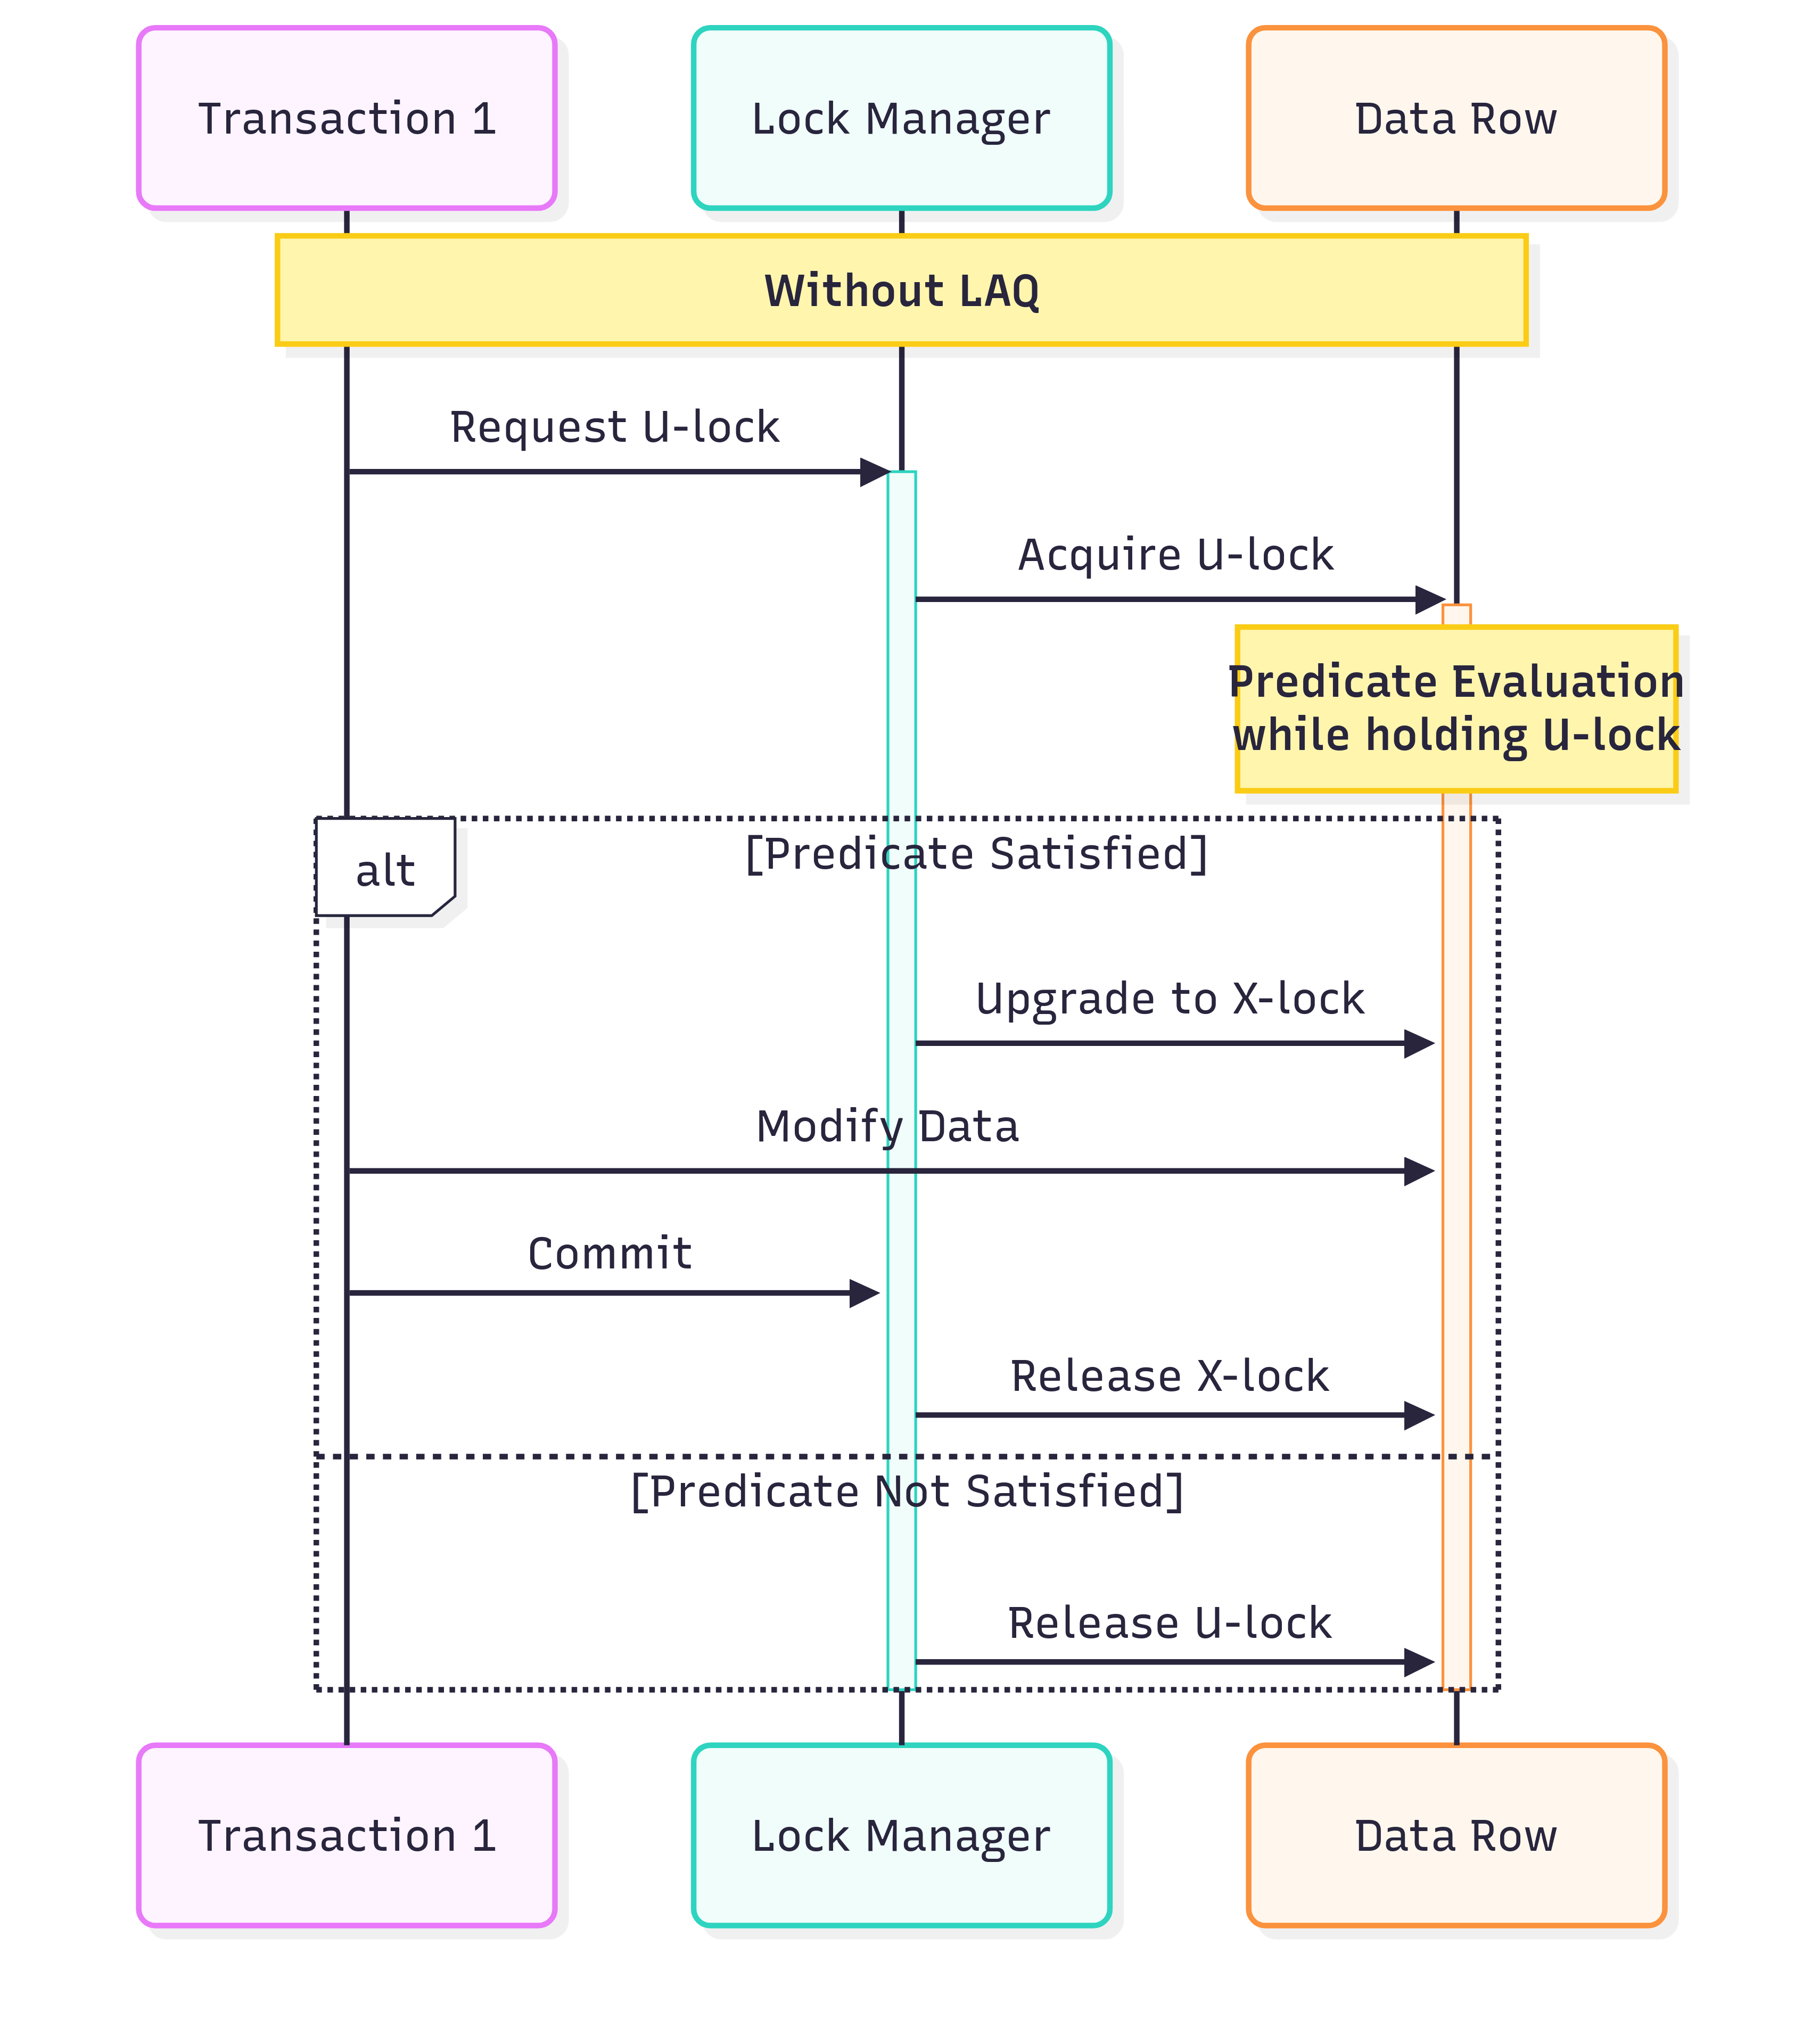 Transaction 1
Lock Manager
Data Row
Without LAQ
Request U-lock
Acquire U-lock
Predicate Evaluation
while holding U-lock
alt
[Predicate Satisfied]
Upgrade to X-lock
Modify Data
Commit
Release X-lock
[Predicate Not Satisfied]
Release U-lock
Transaction 1
Lock Manager
Data Row